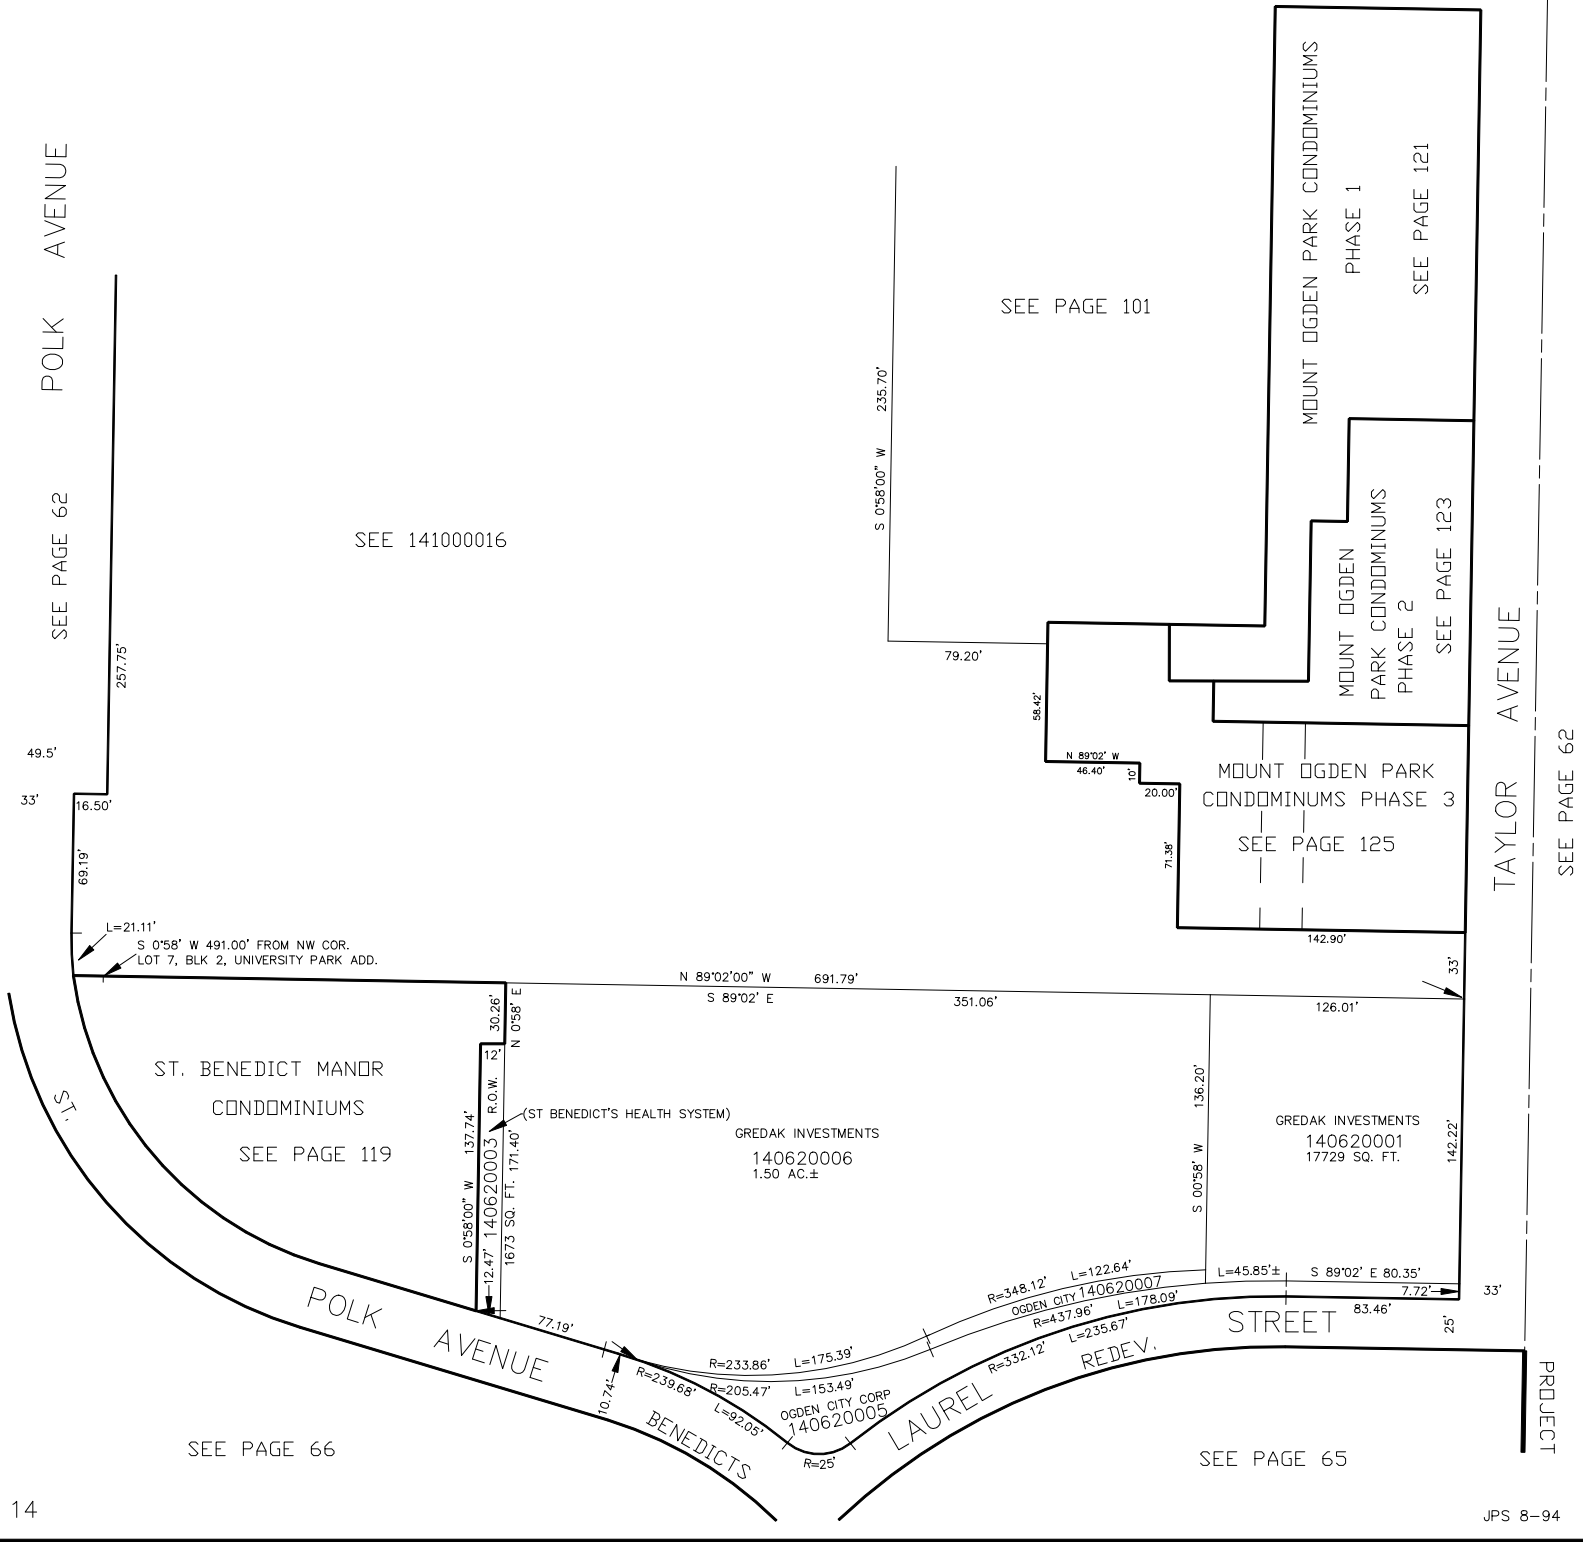 POLK AVENUE
SEE PAGE 62
257.75'
49.5'
33'
16.50'
69.19'
L=21.11'
S 0°58' W 491.00' FROM NW COR.
LOT 7, BLK 2, UNIVERSITY PARK ADD.
SEE 141000016
SEE PAGE 101
S 0°58'00" W 235.70'
79.20'
MOUNT OGDEN PARK CONDOMINIUMS
PHASE 1
SEE PAGE 121
MOUNT OGDEN
PARK CONDOMINUMS
PHASE 2
SEE PAGE 123
58.42'
N 89°02' W
46.40'
10'
20.00'
71.38'
MOUNT OGDEN PARK
CONDOMINUMS PHASE 3
SEE PAGE 125
142.90'
33'
TAYLOR AVENUE
SEE PAGE 62
N 89°02'00" W 691.79'
S 89°02' E 351.06'
126.01'
30.26'
N 0°58' E
12'
ST. BENEDICT MANOR
CONDOMINIUMS
SEE PAGE 119
S 0°58'00" W 137.74'
12.47' 140620003 R.O.W.
1673 SQ. FT. 171.40'
(ST BENEDICT'S HEALTH SYSTEM)
GREDAK INVESTMENTS
140620006
1.50 AC.±
S 00°58' W 136.20'
GREDAK INVESTMENTS
140620001
17729 SQ. FT.
142.22'
R=348.12' L=122.64'
OGDEN CITY 140620007
R=437.96' L=178.09'
L=45.85'±
S 89°02' E 80.35'
7.72'
33'
83.46'
25'
L=235.67'
R=332.12'
77.19'
R=233.86' L=175.39'
R=239.68'
R=205.47' L=153.49'
L=92.05'
10.74'
OGDEN CITY CORP
140620005
R=25'
ST.
POLK AVENUE
BENEDICTS
LAUREL STREET
REDEV.
PROJECT
SEE PAGE 66
SEE PAGE 65
14
JPS 8-94